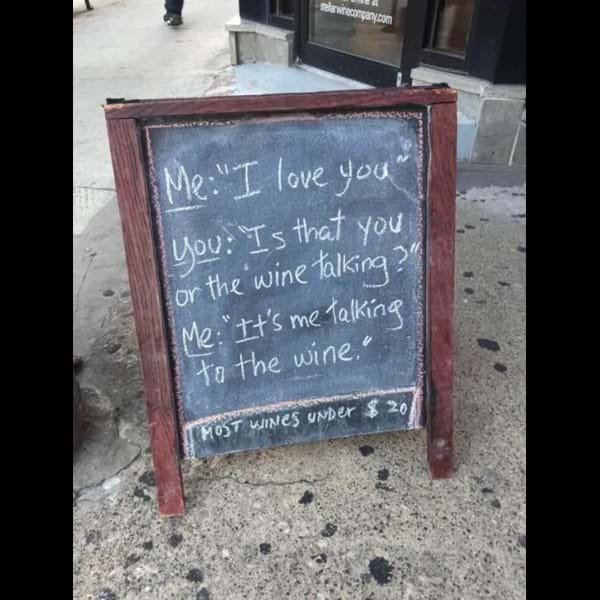 stellarwinecompany.com
Me: "I love you"
you: "Is that you
or the wine talking?"
Me: "It's me talking
to the wine."
MOST WINES UNDER $20